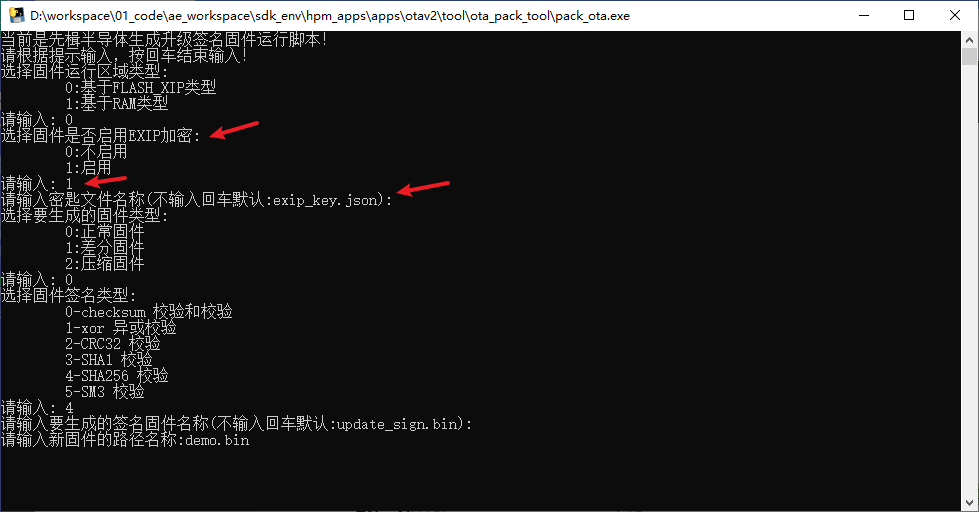 D:\workspace\01_code\ae_workspace\sdk_env\hpm_apps\apps\otav2\tool\ota_pack_tool\pack_ota.exe
当前是先楫半导体生成升级签名固件运行脚本!
请根据提示输入，按回车结束输入!
选择固件运行区域类型:
0:基于FLASH_XIP类型
1:基于RAM类型
请输入: 0
选择固件是否启用EXIP加密:
0:不启用
1:启用
请输入: 1
请输入密匙文件名称(不输入回车默认:exip_key.json):
选择要生成的固件类型:
0:正常固件
1:差分固件
2:压缩固件
请输入: 0
选择固件签名类型:
0-checksum 校验和校验
1-xor 异或校验
2-CRC32 校验
3-SHA1 校验
4-SHA256 校验
5-SM3 校验
请输入: 4
请输入要生成的签名固件名称(不输入回车默认:update_sign.bin):
请输入新固件的路径名称:demo.bin